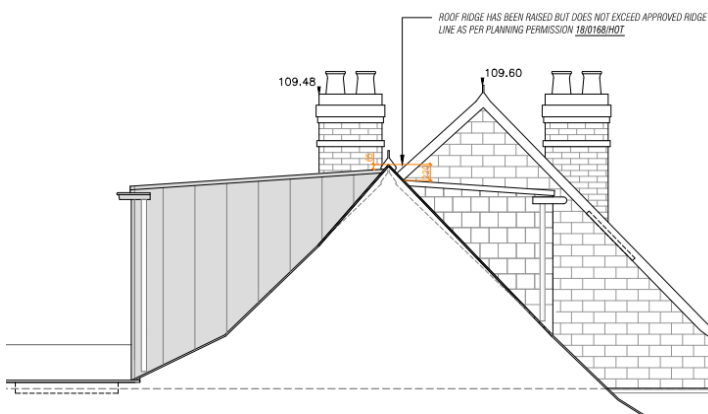 ROOF RIDGE HAS BEEN RAISED BUT DOES NOT EXCEED APPROVED RIDGE
LINE AS PER PLANNING PERMISSION 18/0168/HOT
109.48
109.60